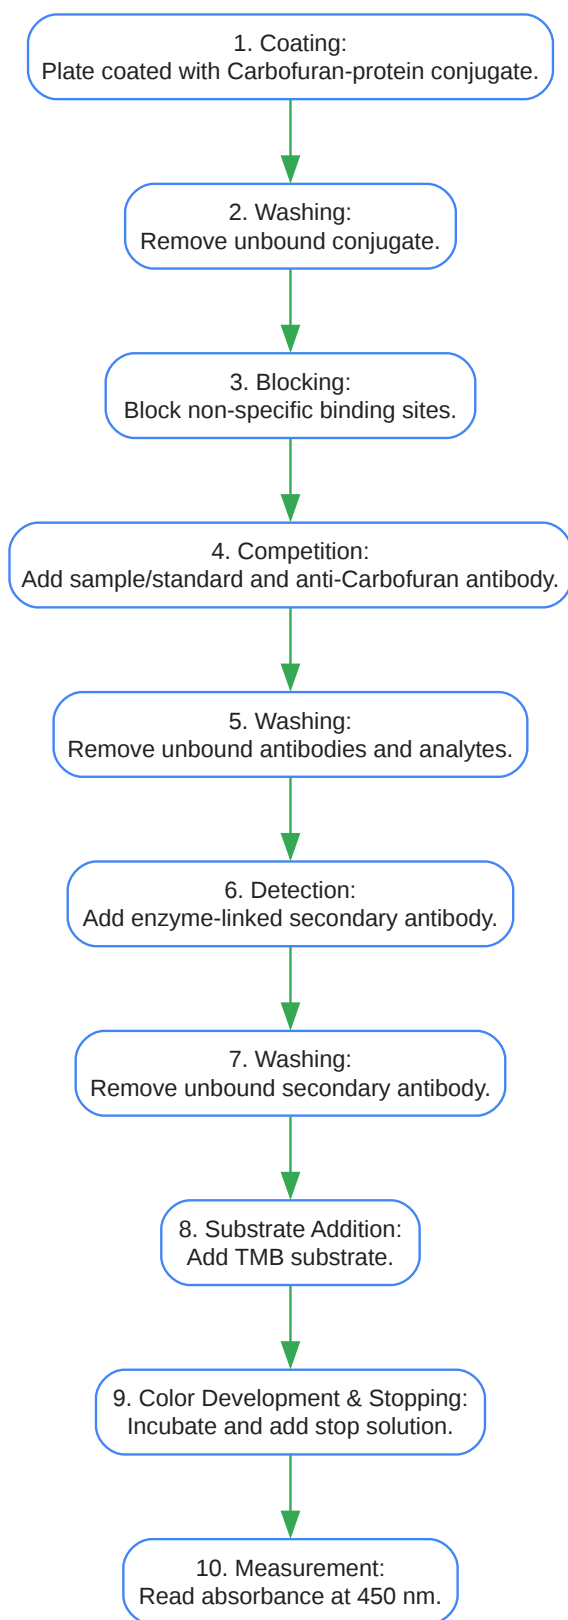 1. Coating:
Plate coated with Carbofuran-protein conjugate.
2. Washing:
Remove unbound conjugate.
3. Blocking:
Block non-specific binding sites.
4. Competition:
Add sample/standard and anti-Carbofuran antibody.
5. Washing:
Remove unbound antibodies and analytes.
6. Detection:
Add enzyme-linked secondary antibody.
7. Washing:
Remove unbound secondary antibody.
8. Substrate Addition:
Add TMB substrate.
9. Color Development & Stopping:
Incubate and add stop solution.
10. Measurement:
Read absorbance at 450 nm.